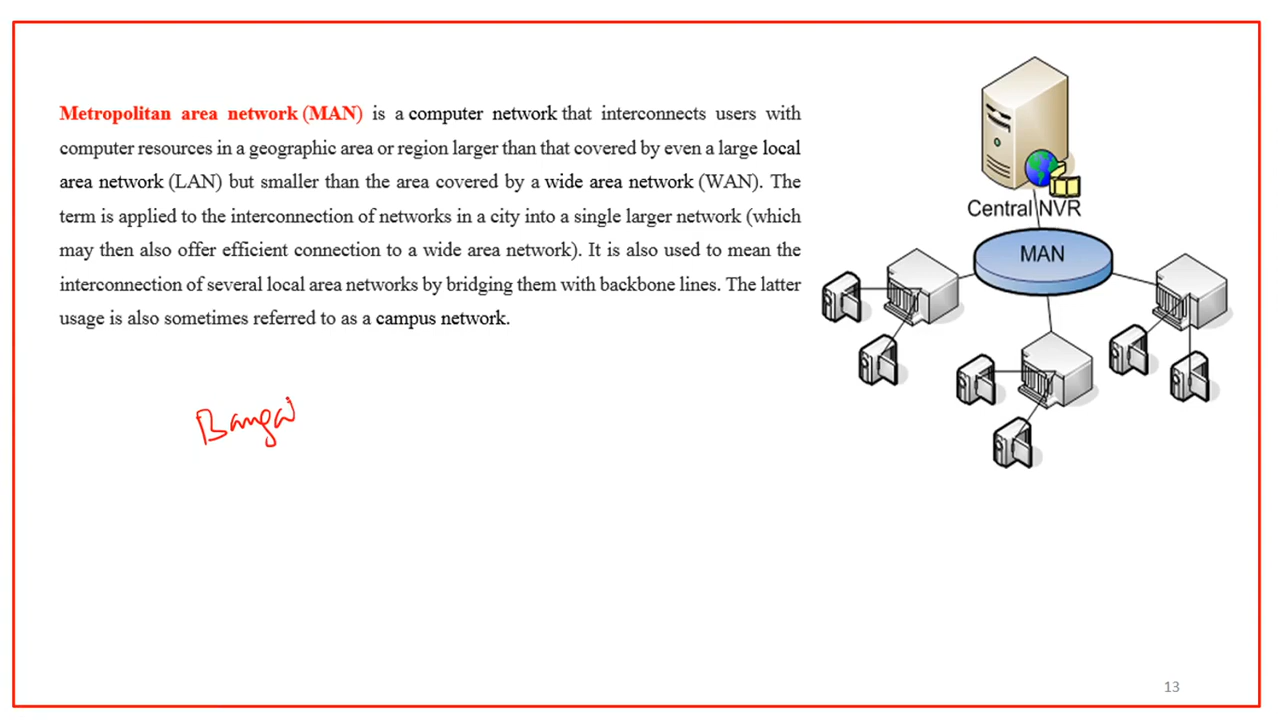 Metropolitan area network (MAN) is a computer network that interconnects users with
computer resources in a geographic area or region larger than that covered by even a large local
area network (LAN) but smaller than the area covered by a wide area network (WAN). The
term is applied to the interconnection of networks in a city into a single larger network (which
may then also offer efficient connection to a wide area network). It is also used to mean the
interconnection of several local area networks by bridging them with backbone lines. The latter
usage is also sometimes referred to as a campus network.
Central NVR
MAN
13